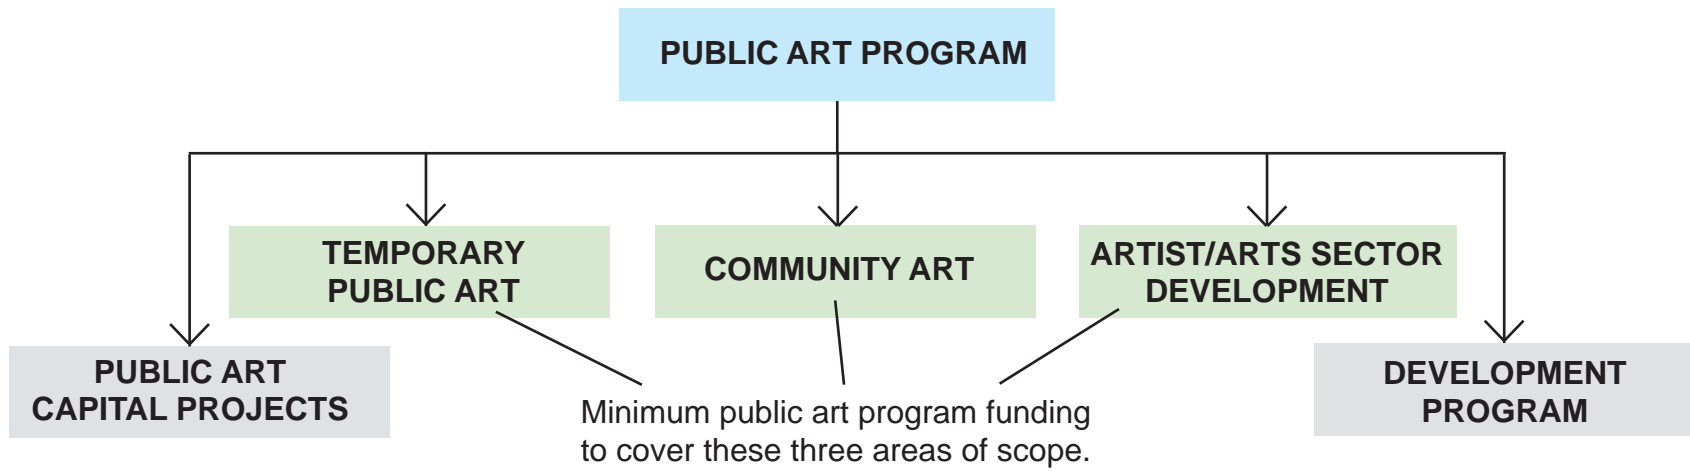 PUBLIC ART PROGRAM
TEMPORARY
PUBLIC ART
COMMUNITY ART
ARTIST/ARTS SECTOR
DEVELOPMENT
PUBLIC ART
CAPITAL PROJECTS
DEVELOPMENT
PROGRAM
Minimum public art program funding
to cover these three areas of scope.